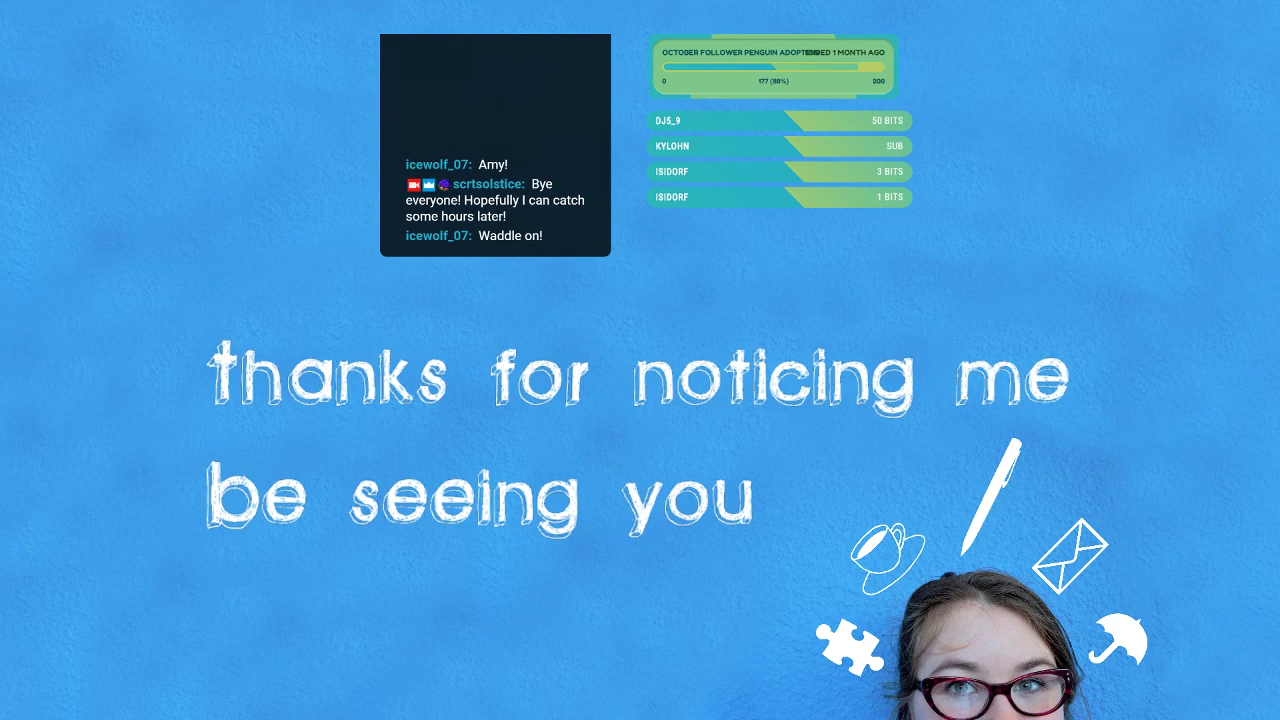 icewolf_07: Amy!
scrtsolstice: Bye
everyone! Hopefully I can catch
some hours later!
icewolf_07: Waddle on!
OCTOBER FOLLOWER PENGUIN ADOPTION ENDED 1 MONTH AGO
0 177 (88%) 200
DJ5_9 50 BITS
KYLOHN SUB
ISIDORF 3 BITS
ISIDORF 1 BITS
thanks for noticing me
be seeing you